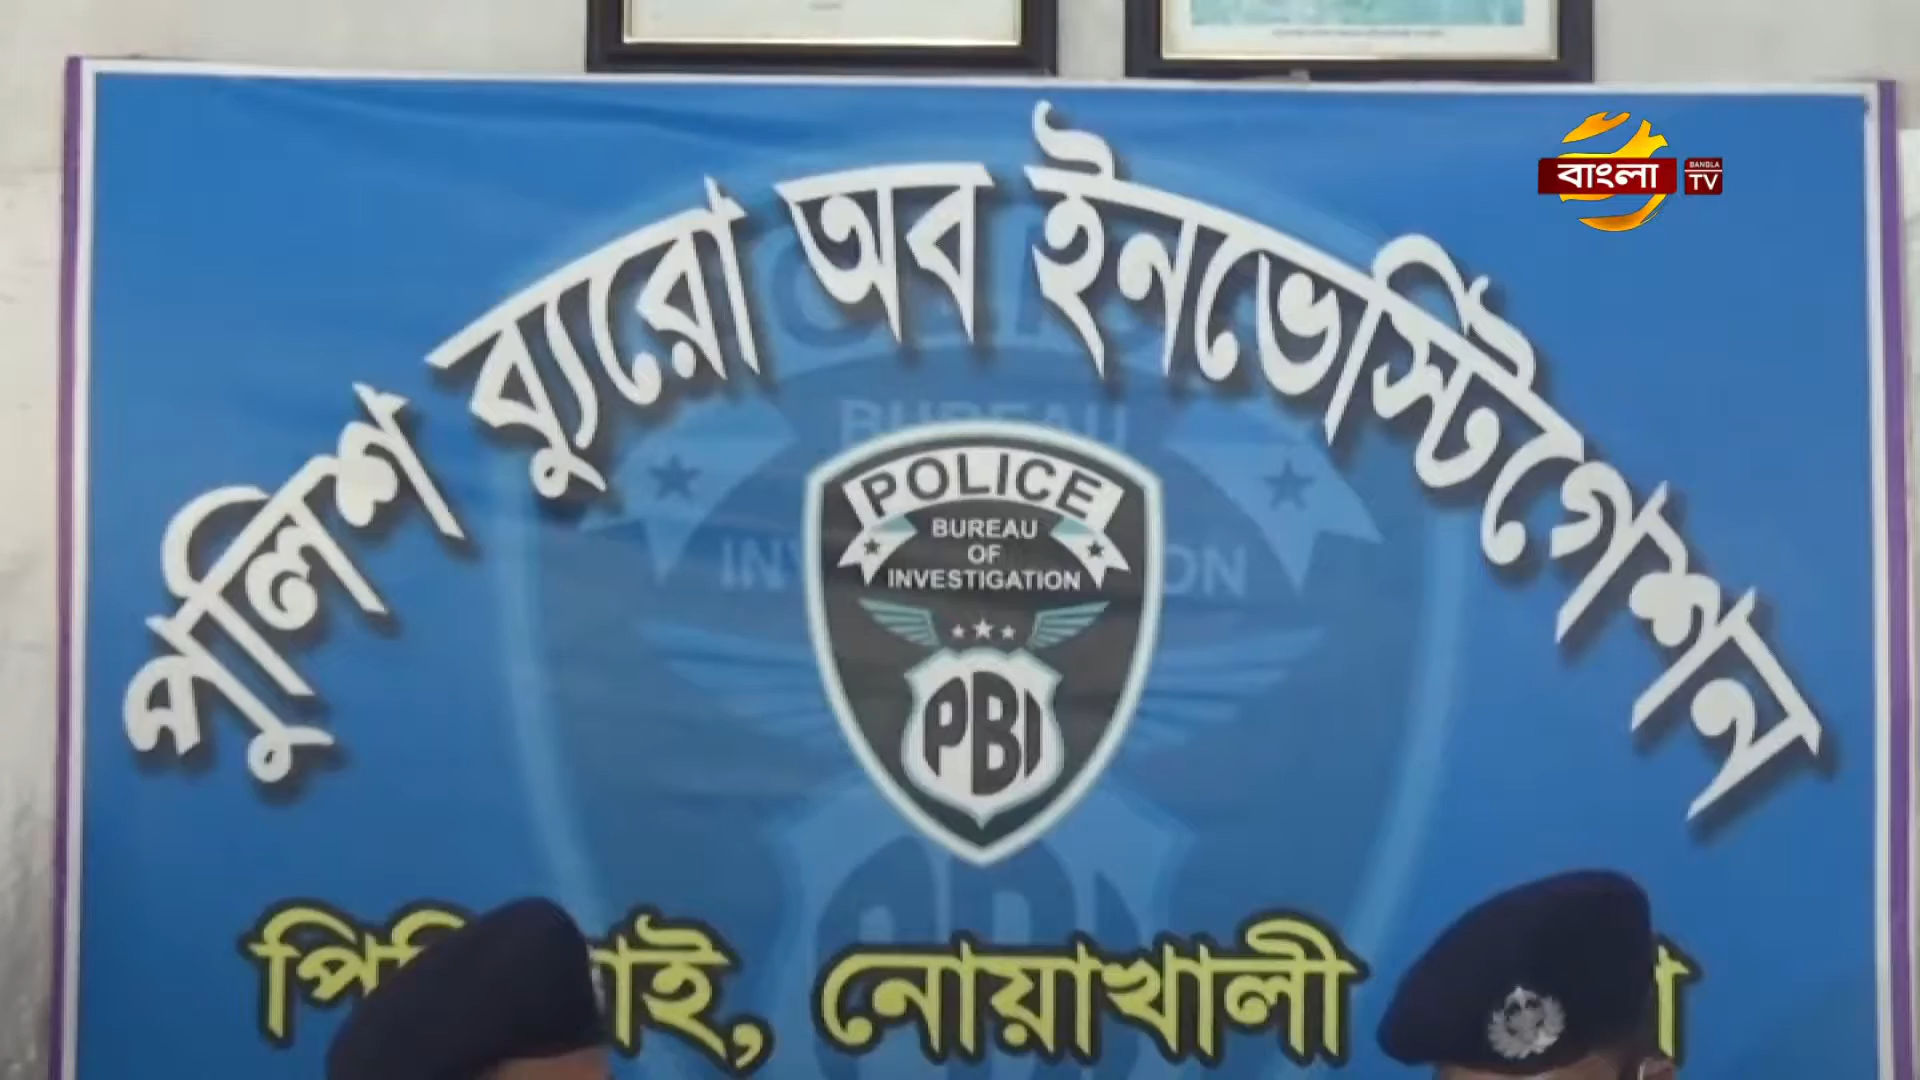 বাংলা
BANGLA
TV
পুলিশ ব্যুরো অব ইনভেস্টিগেশন
POLICE
BUREAU
OF
INVESTIGATION
PBI
নোয়াখালী